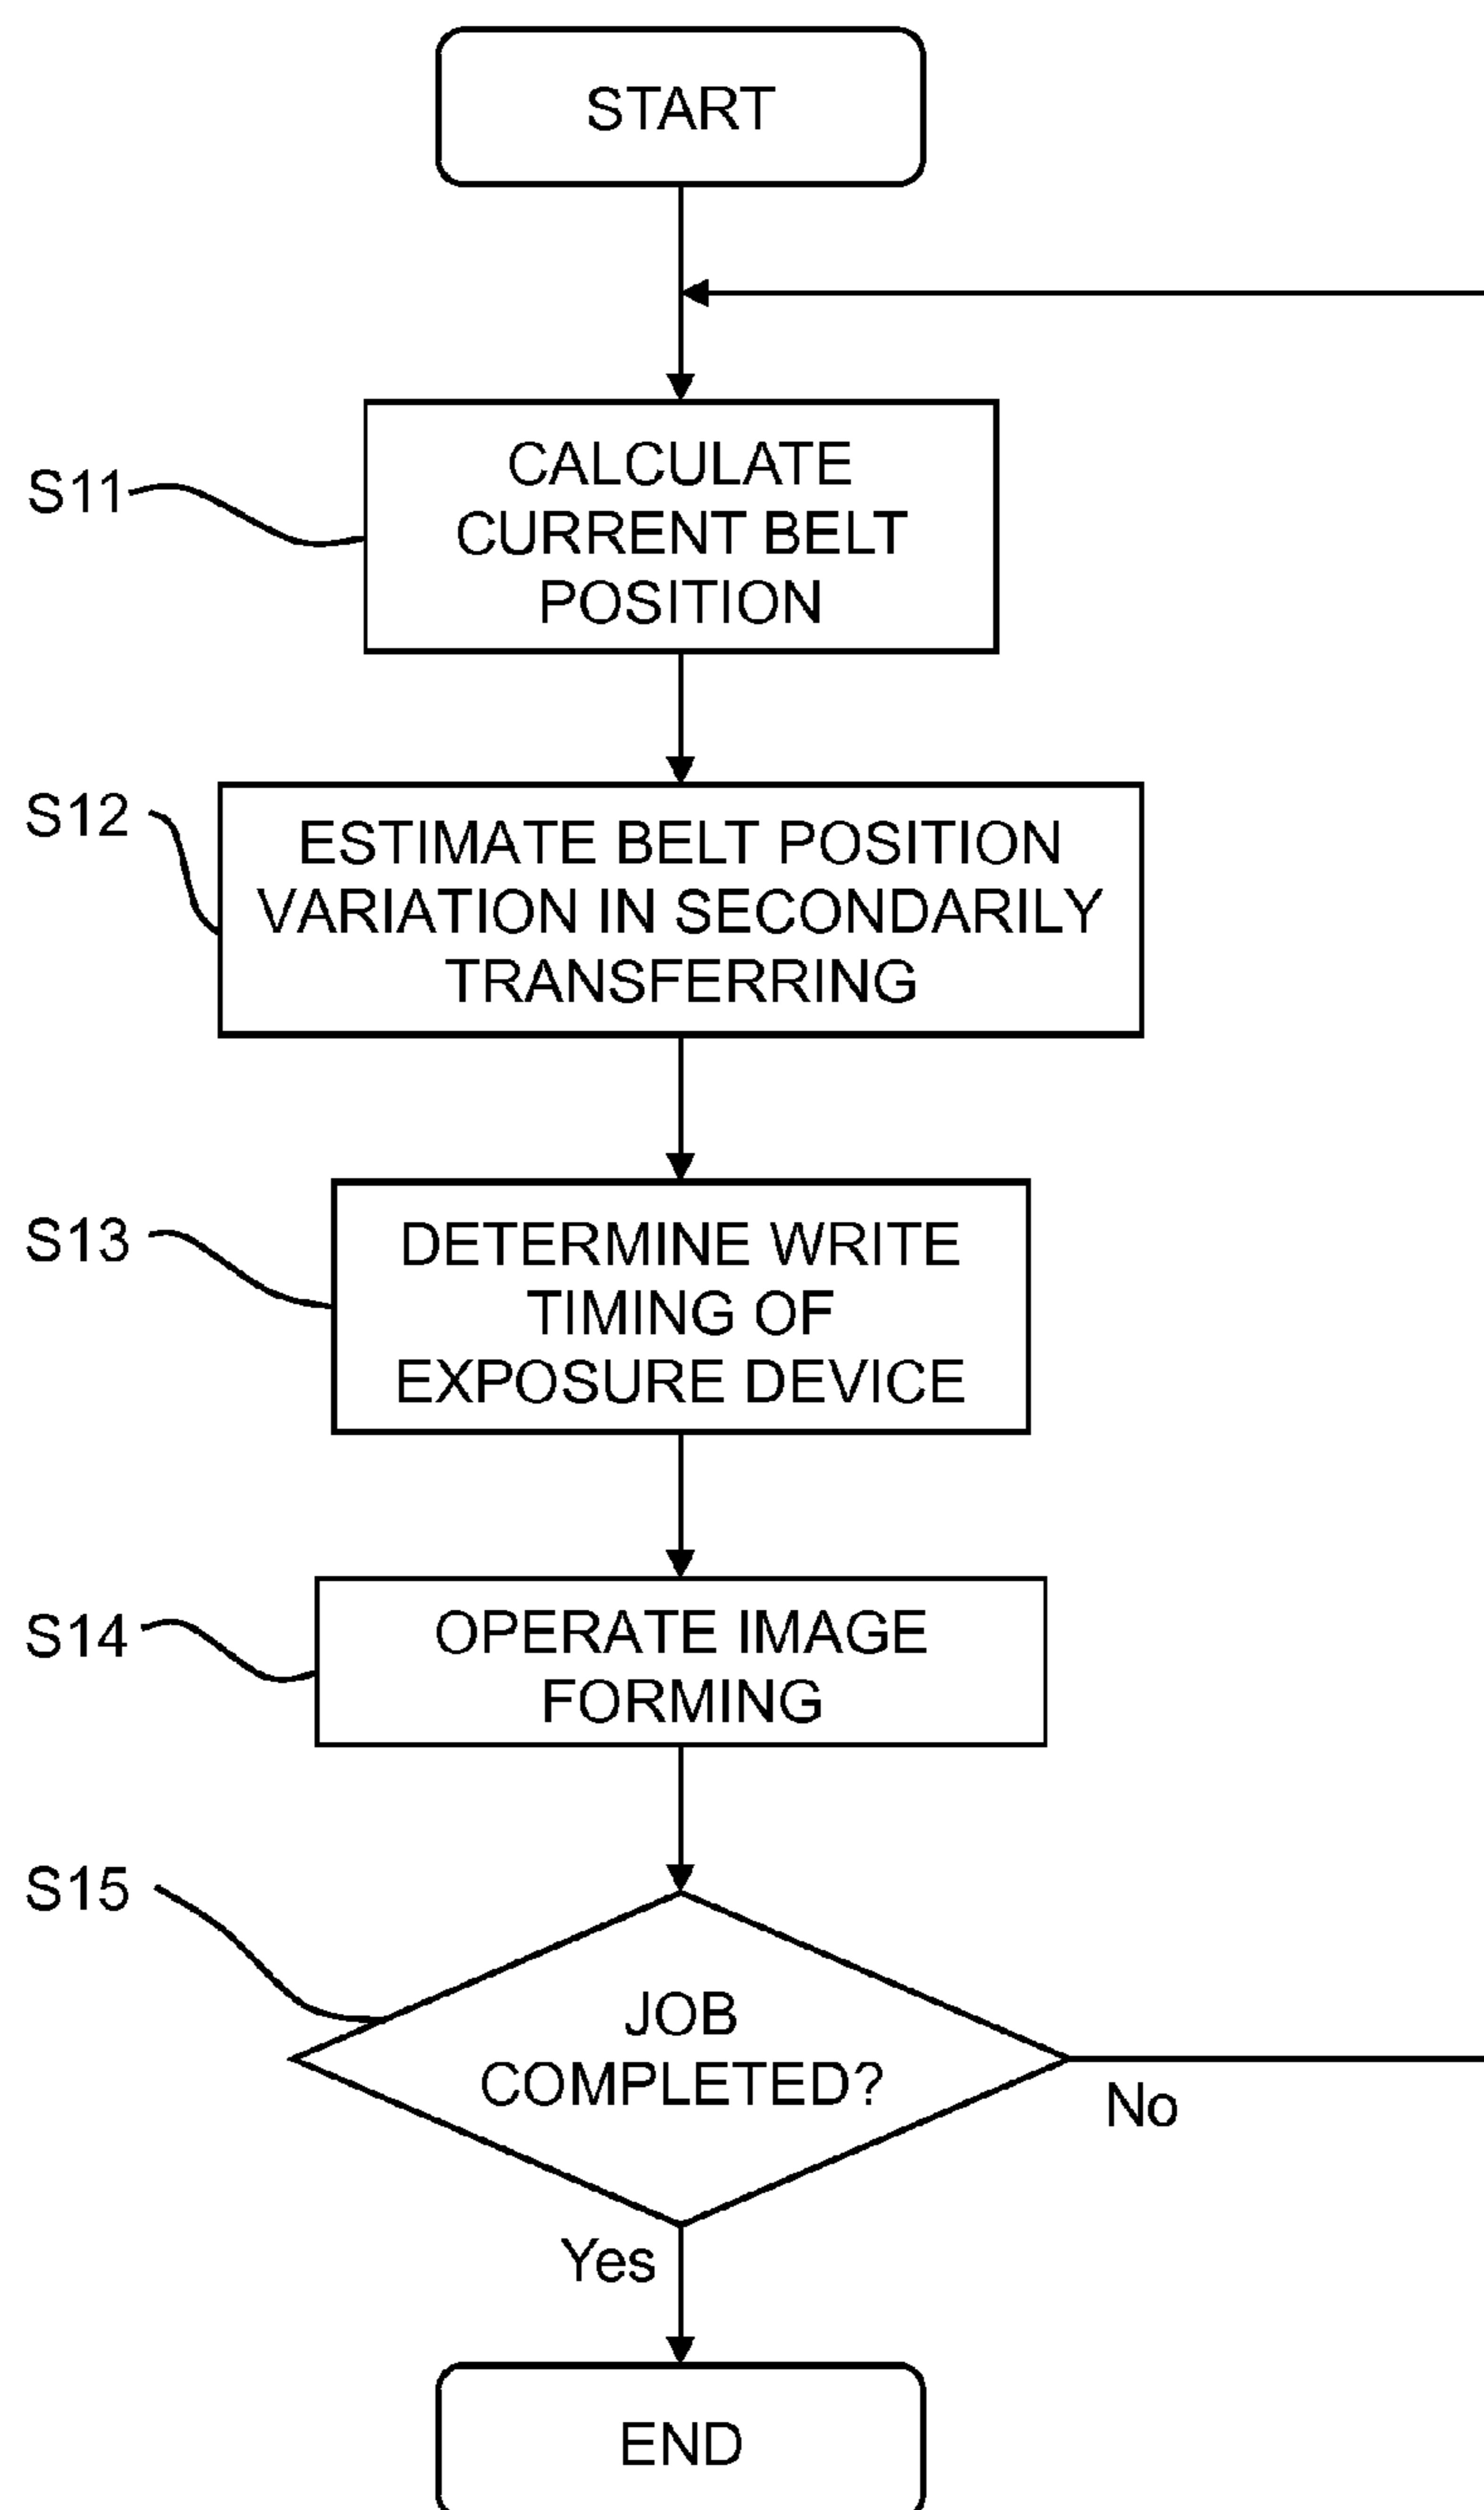 START
S11
CALCULATE
CURRENT BELT
POSITION
S12
ESTIMATE BELT POSITION
VARIATION IN SECONDARILY
TRANSFERRING
S13
DETERMINE WRITE
TIMING OF
EXPOSURE DEVICE
S14
OPERATE IMAGE
FORMING
S15
JOB
COMPLETED?
No
Yes
END